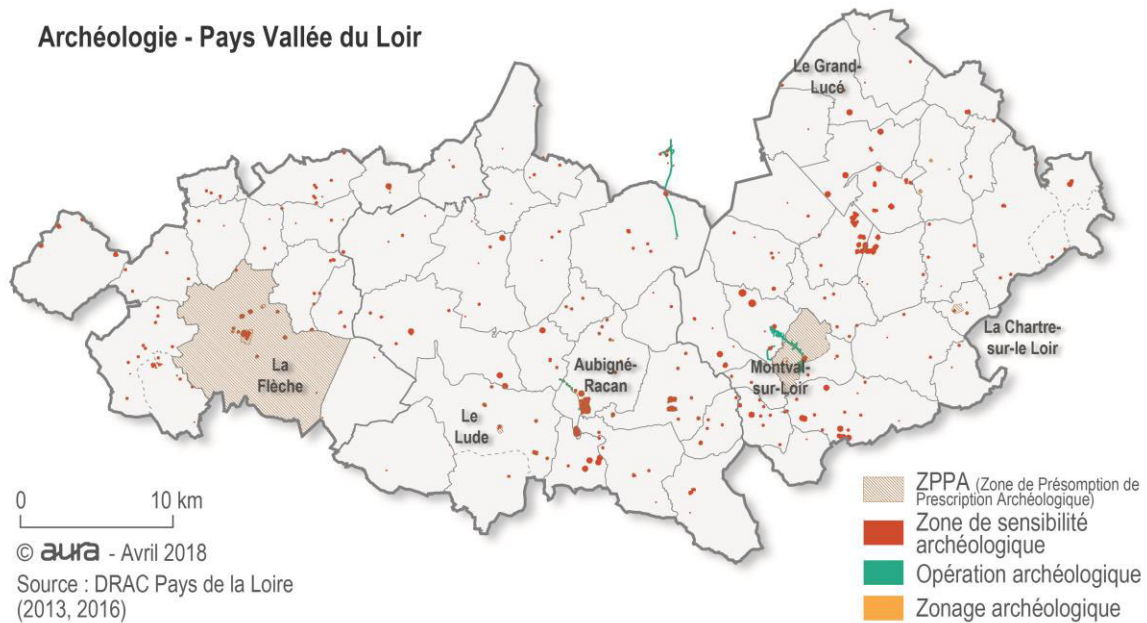 Archéologie - Pays Vallée du Loir
Le Grand-
Lucé
La Chartre-
sur-le Loir
La
Flèche
Aubigné-
Racan
Montval-
sur-Loir
Le
Lude
0 10 km
© aura - Avril 2018
Source : DRAC Pays de la Loire
(2013, 2016)
ZPPA (Zone de Présomption de
Prescription Archéologique)
Zone de sensibilité
archéologique
Opération archéologique
Zonage archéologique